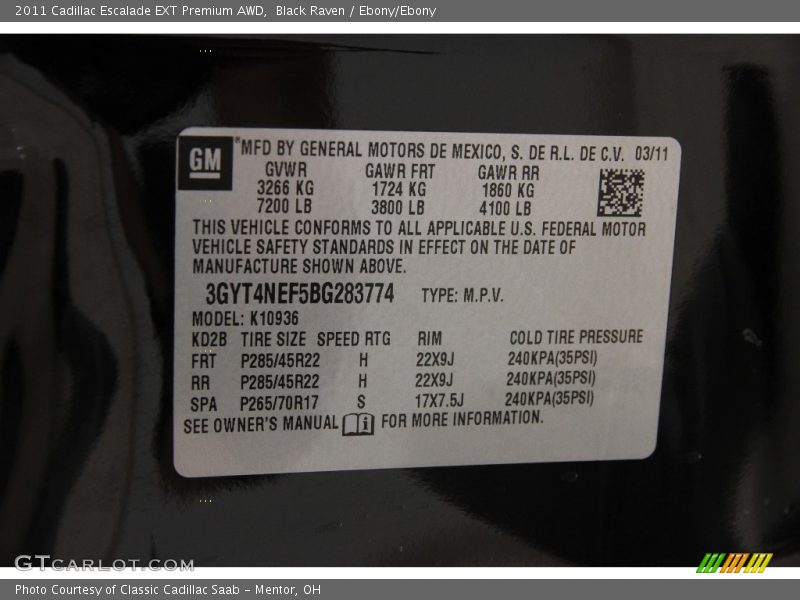 2011 Cadillac Escalade EXT Premium AWD, Black Raven / Ebony/Ebony
GM
*MFD BY GENERAL MOTORS DE MEXICO, S. DE R.L. DE C.V. 03/11
GVWR GAWR FRT GAWR RR
3266 KG 1724 KG 1860 KG
7200 LB 3800 LB 4100 LB
THIS VEHICLE CONFORMS TO ALL APPLICABLE U.S. FEDERAL MOTOR
VEHICLE SAFETY STANDARDS IN EFFECT ON THE DATE OF
MANUFACTURE SHOWN ABOVE.
3GYT4NEF5BG283774 TYPE: M.P.V.
MODEL: K10936
KD2B TIRE SIZE SPEED RTG RIM COLD TIRE PRESSURE
FRT P285/45R22 H 22X9J 240KPA(35PSI)
RR P285/45R22 H 22X9J 240KPA(35PSI)
SPA P265/70R17 S 17X7.5J 240KPA(35PSI)
SEE OWNER'S MANUAL i FOR MORE INFORMATION.
GTCARLOT.COM
Photo Courtesy of Classic Cadillac Saab - Mentor, OH